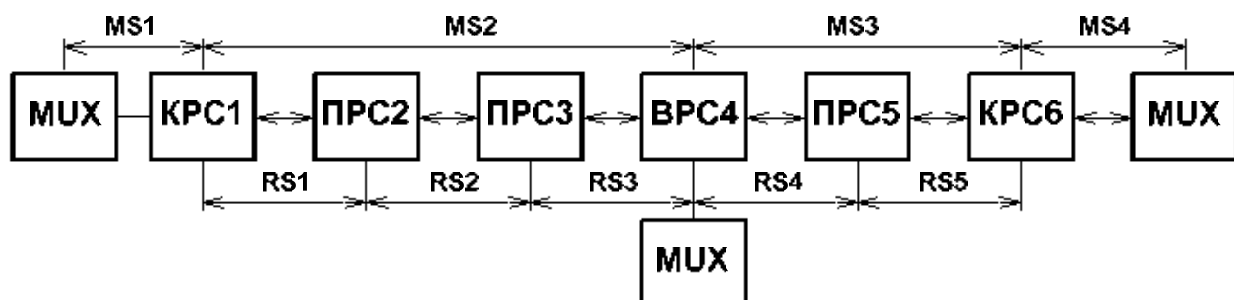 MS1 MS2 MS3 MS4
MUX КРС1 ПРС2 ПРС3 ВРС4 ПРС5 КРС6 MUX
RS1 RS2 RS3 RS4 RS5
MUX